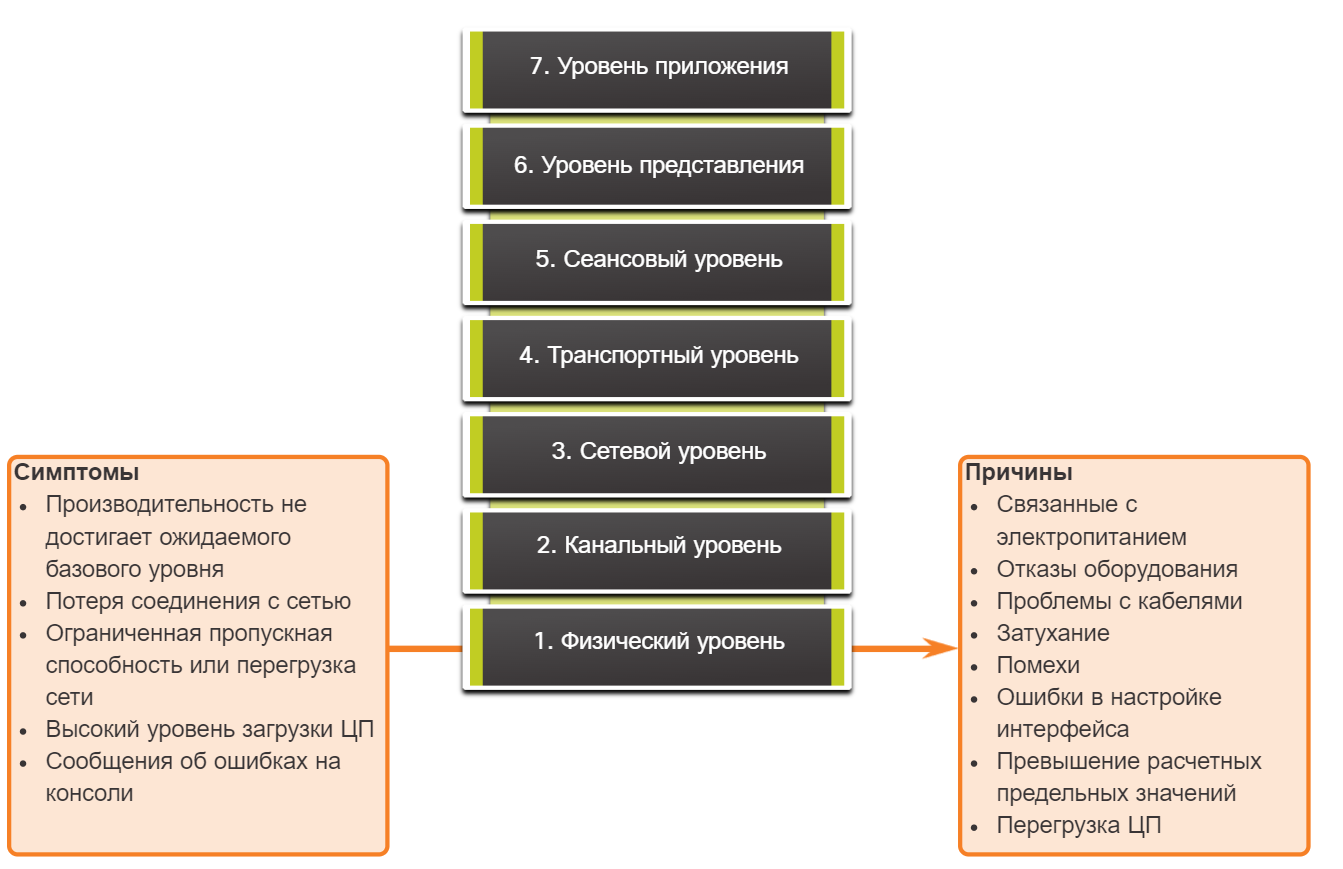 7. Уровень приложения
6. Уровень представления
5. Сеансовый уровень
4. Транспортный уровень
3. Сетевой уровень
2. Канальный уровень
1. Физический уровень
Симптомы
• Производительность не
достигает ожидаемого
базового уровня
• Потеря соединения с сетью
• Ограниченная пропускная
способность или перегрузка
сети
• Высокий уровень загрузки ЦП
• Сообщения об ошибках на
консоли
Причины
• Связанные с
электропитанием
• Отказы оборудования
• Проблемы с кабелями
• Затухание
• Помехи
• Ошибки в настройке
интерфейса
• Превышение расчетных
предельных значений
• Перегрузка ЦП